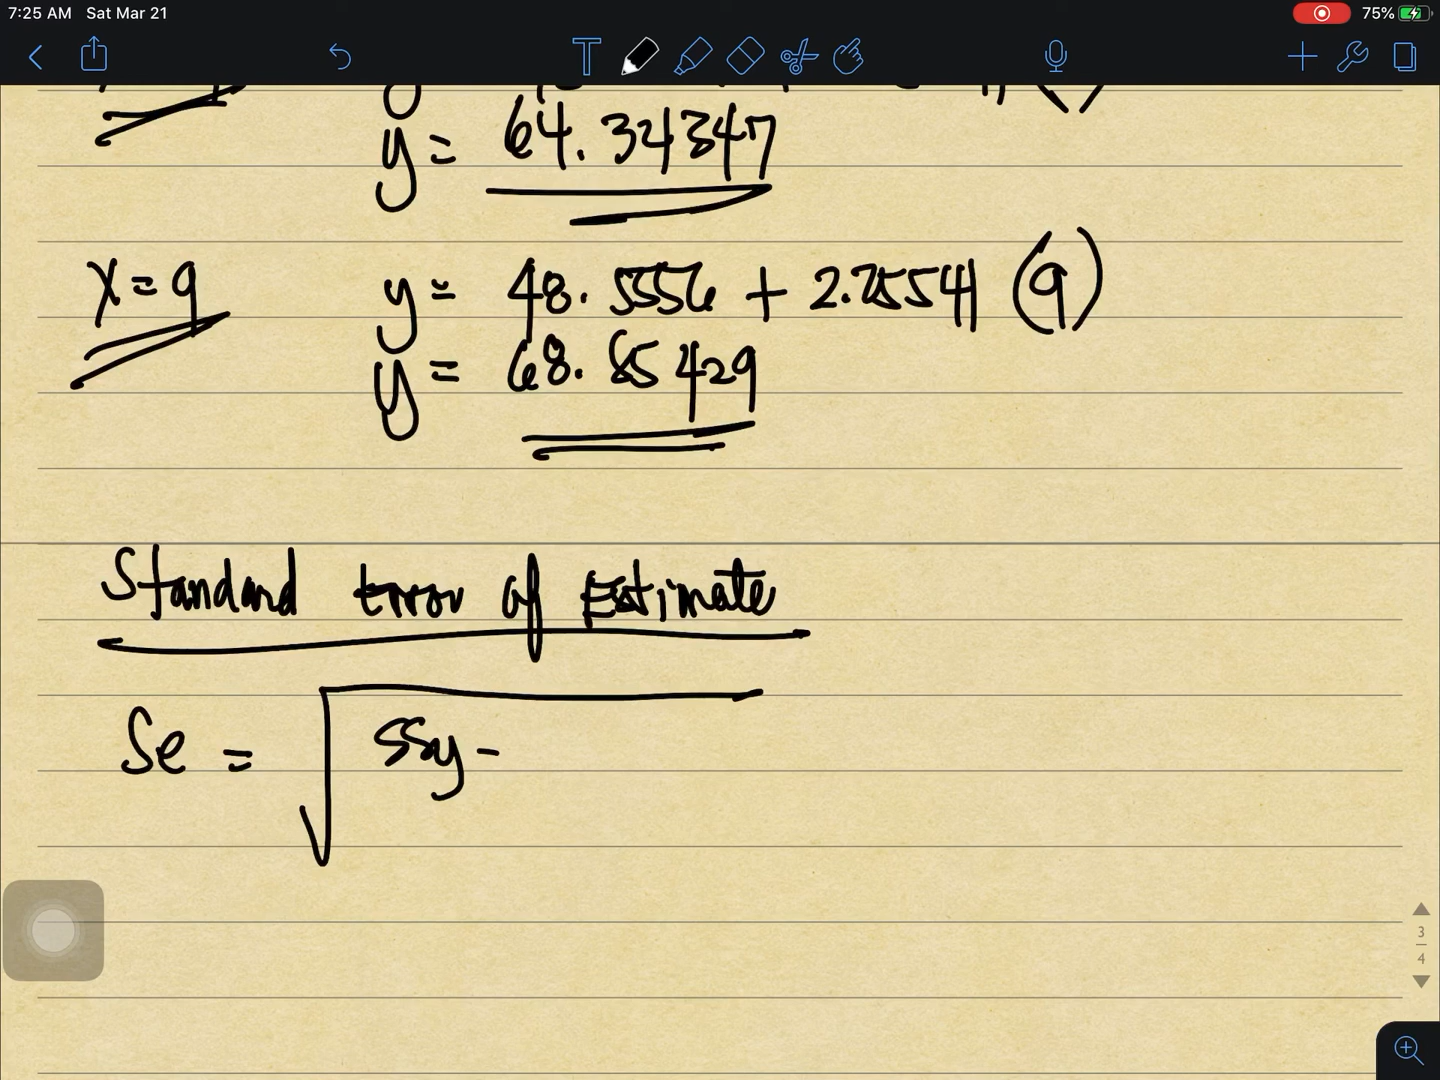 7:25 AM Sat Mar 21 75%
T
y = 64.34347
x = 9 y = 48.5556 + 2.25541 (9)
y = 68.85429
Standard Error of Estimate
Se = √ SSy -
3
4